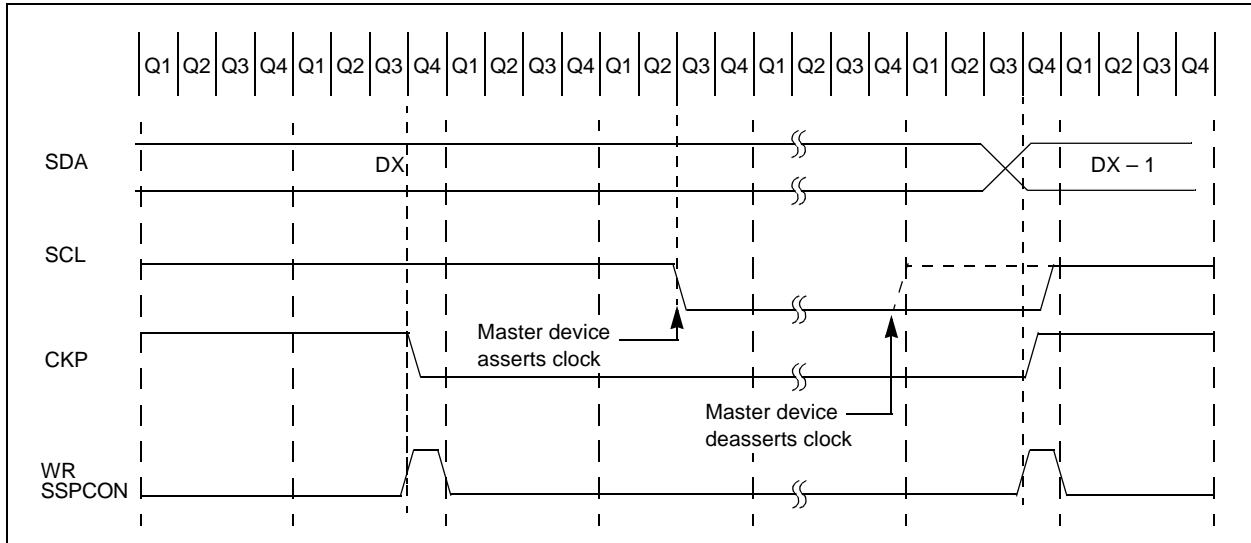 Q1 Q2 Q3 Q4 Q1 Q2 Q3 Q4 Q1 Q2 Q3 Q4 Q1 Q2 Q3 Q4 Q1 Q2 Q3 Q4 Q1 Q2 Q3 Q4 Q1 Q2 Q3 Q4
SDA
DX
DX – 1
SCL
Master device
asserts clock
CKP
Master device
deasserts clock
WR
SSPCON